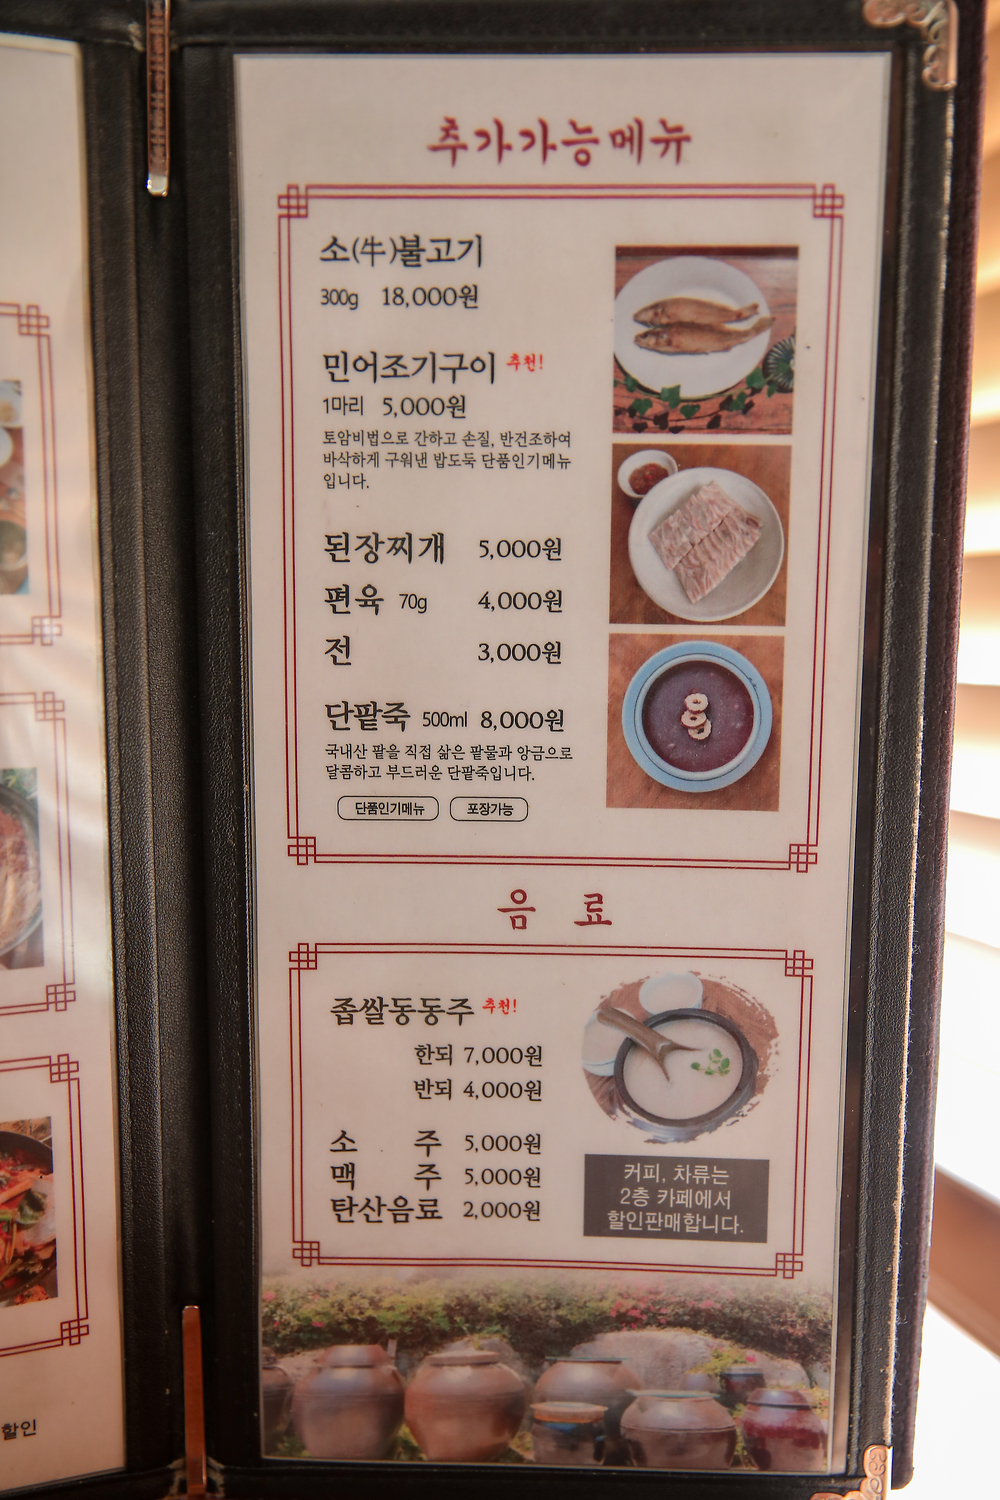 추가가능메뉴
소(牛)불고기
300g 18,000원
민어조기구이 추천!
1마리 5,000원
토암비법으로 간하고 손질, 반건조하여
바삭하게 구워낸 밥도둑 단품인기메뉴
입니다.
된장찌개 5,000원
편육 70g 4,000원
전 3,000원
단팥죽 500ml 8,000원
국내산 팥을 직접 삶은 팥물과 앙금으로
달콤하고 부드러운 단팥죽입니다.
단품인기메뉴 포장가능
음 료
좁쌀동동주 추천!
한되 7,000원
반되 4,000원
소 주 5,000원
맥 주 5,000원
탄산음료 2,000원
커피, 차류는
2층 카페에서
할인판매합니다.
할인